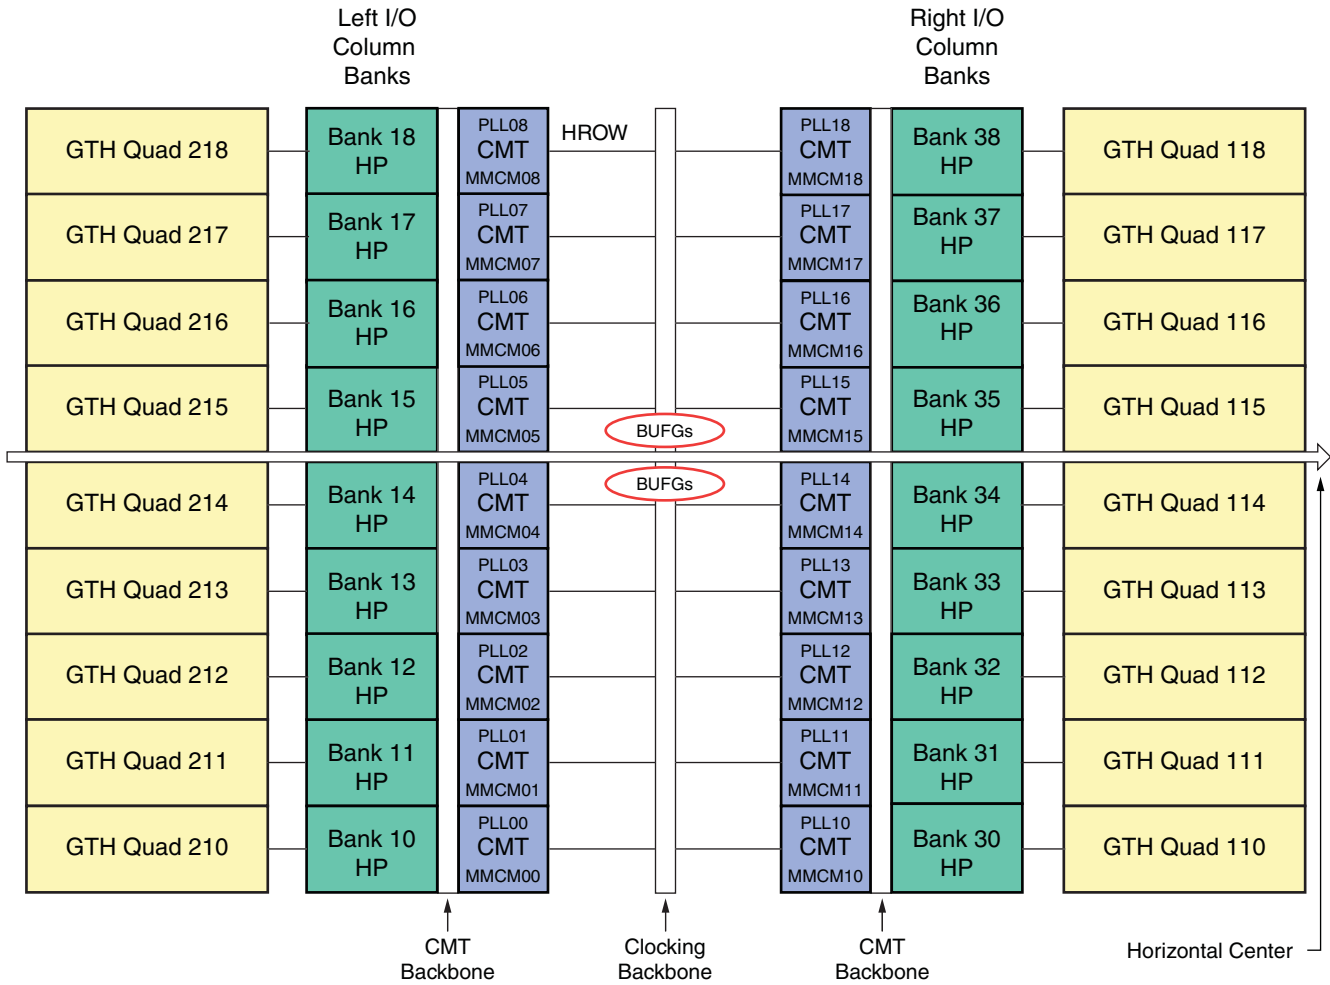 Left I/O
Column
Banks
Right I/O
Column
Banks
GTH Quad 218
Bank 18
HP
PLL08
CMT
MMCM08
HROW
PLL18
CMT
MMCM18
Bank 38
HP
GTH Quad 118
GTH Quad 217
Bank 17
HP
PLL07
CMT
MMCM07
PLL17
CMT
MMCM17
Bank 37
HP
GTH Quad 117
GTH Quad 216
Bank 16
HP
PLL06
CMT
MMCM06
PLL16
CMT
MMCM16
Bank 36
HP
GTH Quad 116
GTH Quad 215
Bank 15
HP
PLL05
CMT
MMCM05
BUFGs
PLL15
CMT
MMCM15
Bank 35
HP
GTH Quad 115
GTH Quad 214
Bank 14
HP
PLL04
CMT
MMCM04
BUFGs
PLL14
CMT
MMCM14
Bank 34
HP
GTH Quad 114
GTH Quad 213
Bank 13
HP
PLL03
CMT
MMCM03
PLL13
CMT
MMCM13
Bank 33
HP
GTH Quad 113
GTH Quad 212
Bank 12
HP
PLL02
CMT
MMCM02
PLL12
CMT
MMCM12
Bank 32
HP
GTH Quad 112
GTH Quad 211
Bank 11
HP
PLL01
CMT
MMCM01
PLL11
CMT
MMCM11
Bank 31
HP
GTH Quad 111
GTH Quad 210
Bank 10
HP
PLL00
CMT
MMCM00
PLL10
CMT
MMCM10
Bank 30
HP
GTH Quad 110
CMT
Backbone
Clocking
Backbone
CMT
Backbone
Horizontal Center